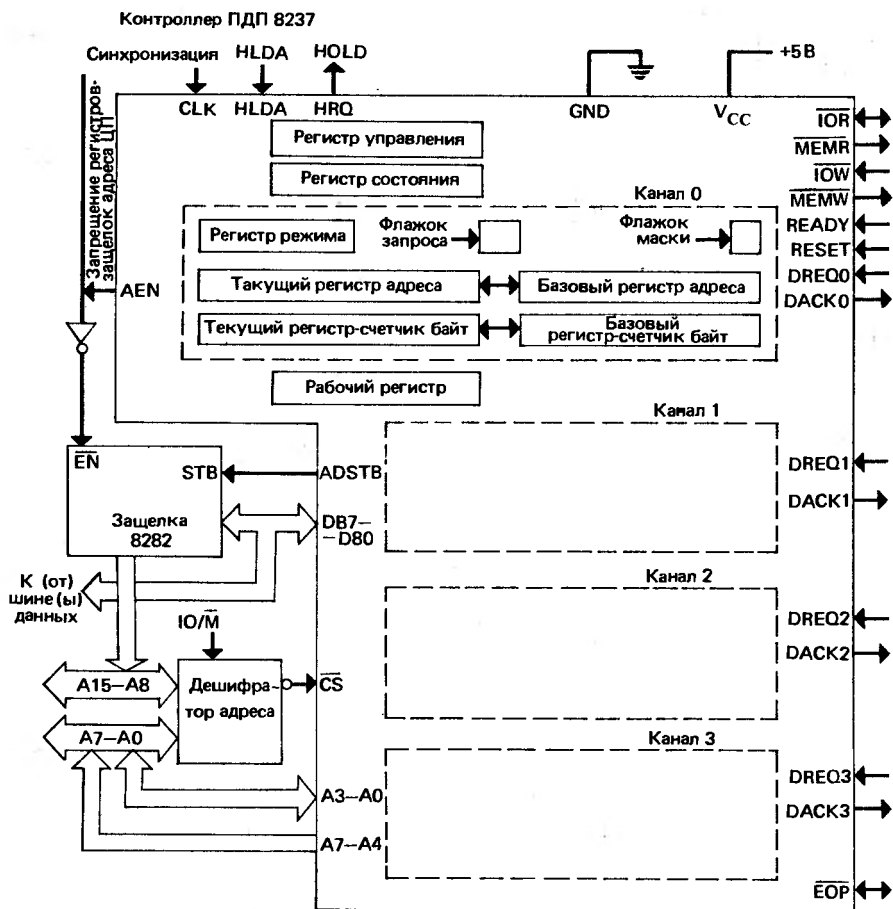 Контроллер ПДП 8237
Синхронизация HLDA HOLD
+5В
CLK HLDA HRQ GND VCC
Запрещение регистров-
защелок адреса ЦП
IOR
MEMR
IOW
MEMW
READY
RESET
DREQ0
DACK0
Регистр управления
Регистр состояния
Канал 0
Регистр режима
Флажок
запроса
Флажок
маски
AEN
Такущий регистр адреса
Базовый регистр адреса
Текущий регистр-счетчик байт
Базовый
регистр-счетчик байт
Рабочий регистр
Канал 1
EN
STB
ADSTB
DREQ1
DACK1
Защелка
8282
DB7–
–D80
К (от)
шине (ы)
данных
Канал 2
IO/M
DREQ2
DACK2
A15–A8
Дешифра-
тор адреса
CS
A7–A0
Канал 3
A3–A0
DREQ3
DACK3
A7–A4
EOP